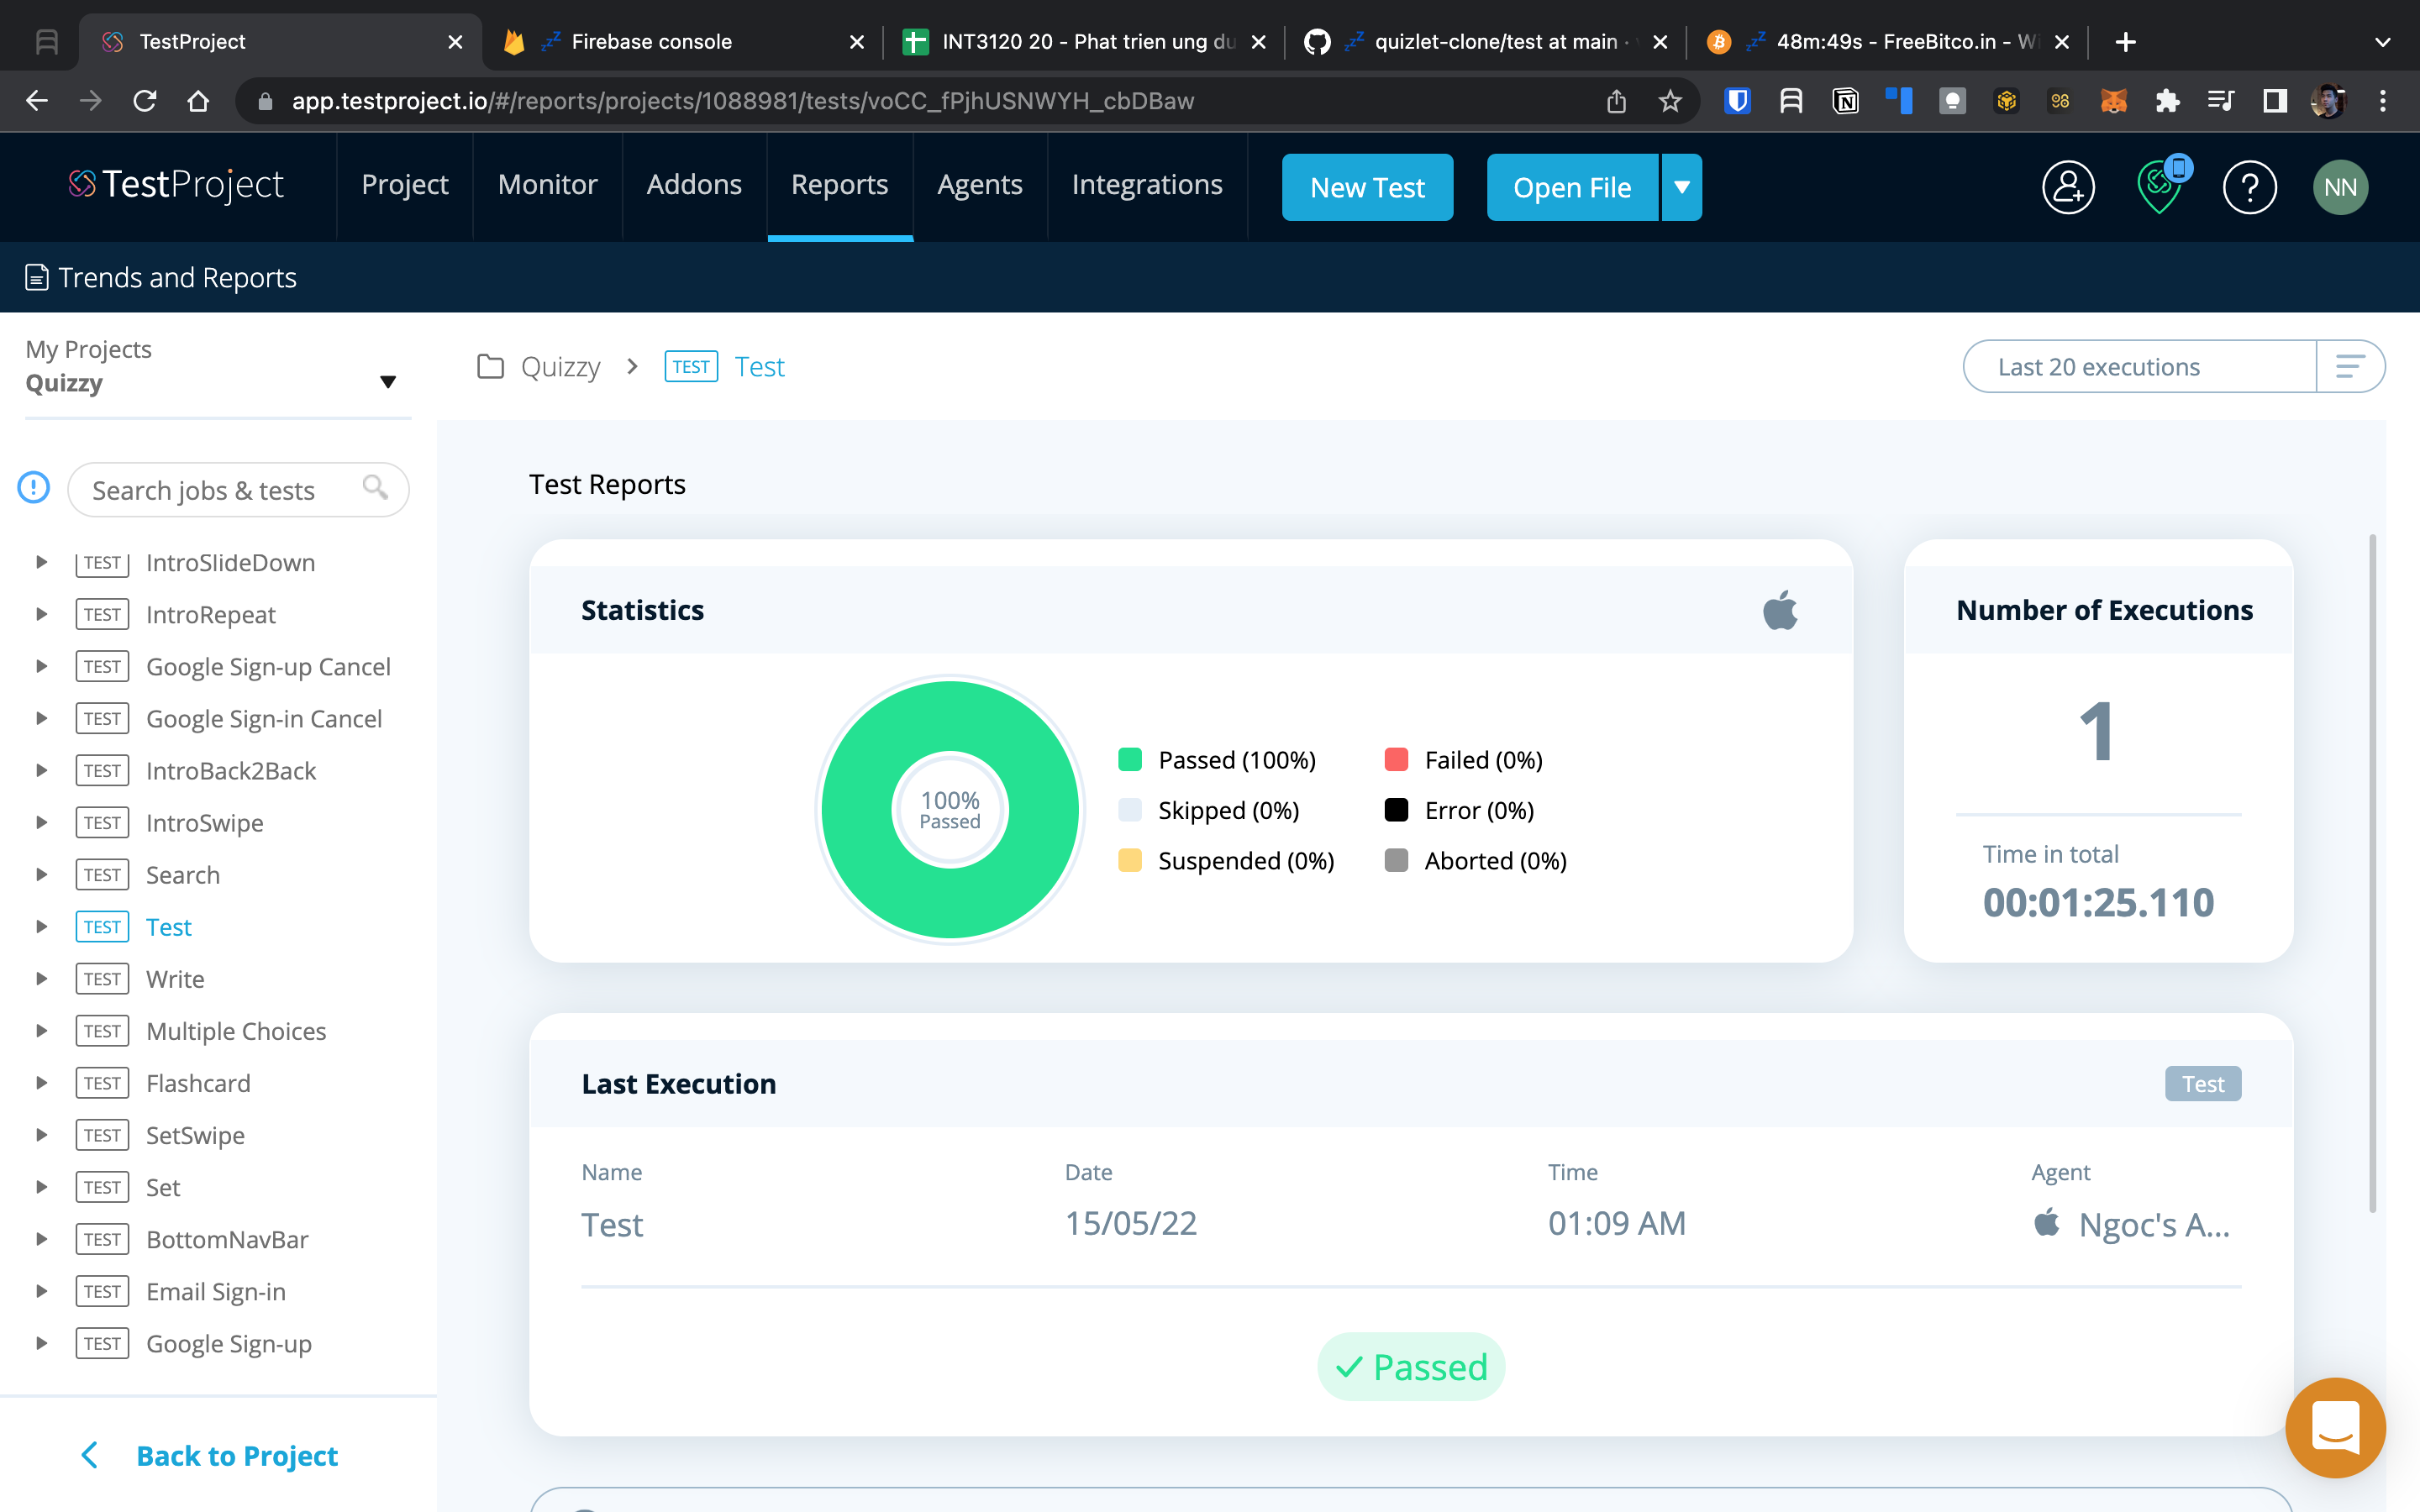 TestProject
Firebase console
INT3120 20 - Phat trien ung du
quizlet-clone/test at main ·
48m:49s - FreeBitco.in - Wi
app.testproject.io/#/reports/projects/1088981/tests/voCC_fPjhUSNWYH_cbDBaw
TestProject
Project
Monitor
Addons
Reports
Agents
Integrations
New Test
Open File
NN
Trends and Reports
My Projects
Quizzy
Quizzy
TEST Test
Last 20 executions
Search jobs & tests
TEST IntroSlideDown
TEST IntroRepeat
TEST Google Sign-up Cancel
TEST Google Sign-in Cancel
TEST IntroBack2Back
TEST IntroSwipe
TEST Search
TEST Test
TEST Write
TEST Multiple Choices
TEST Flashcard
TEST SetSwipe
TEST Set
TEST BottomNavBar
TEST Email Sign-in
TEST Google Sign-up
Back to Project
Test Reports
Statistics
100%
Passed
Passed (100%)
Failed (0%)
Skipped (0%)
Error (0%)
Suspended (0%)
Aborted (0%)
Number of Executions
1
Time in total
00:01:25.110
Last Execution
Test
Name
Date
Time
Agent
Test
15/05/22
01:09 AM
Ngoc's A...
Passed